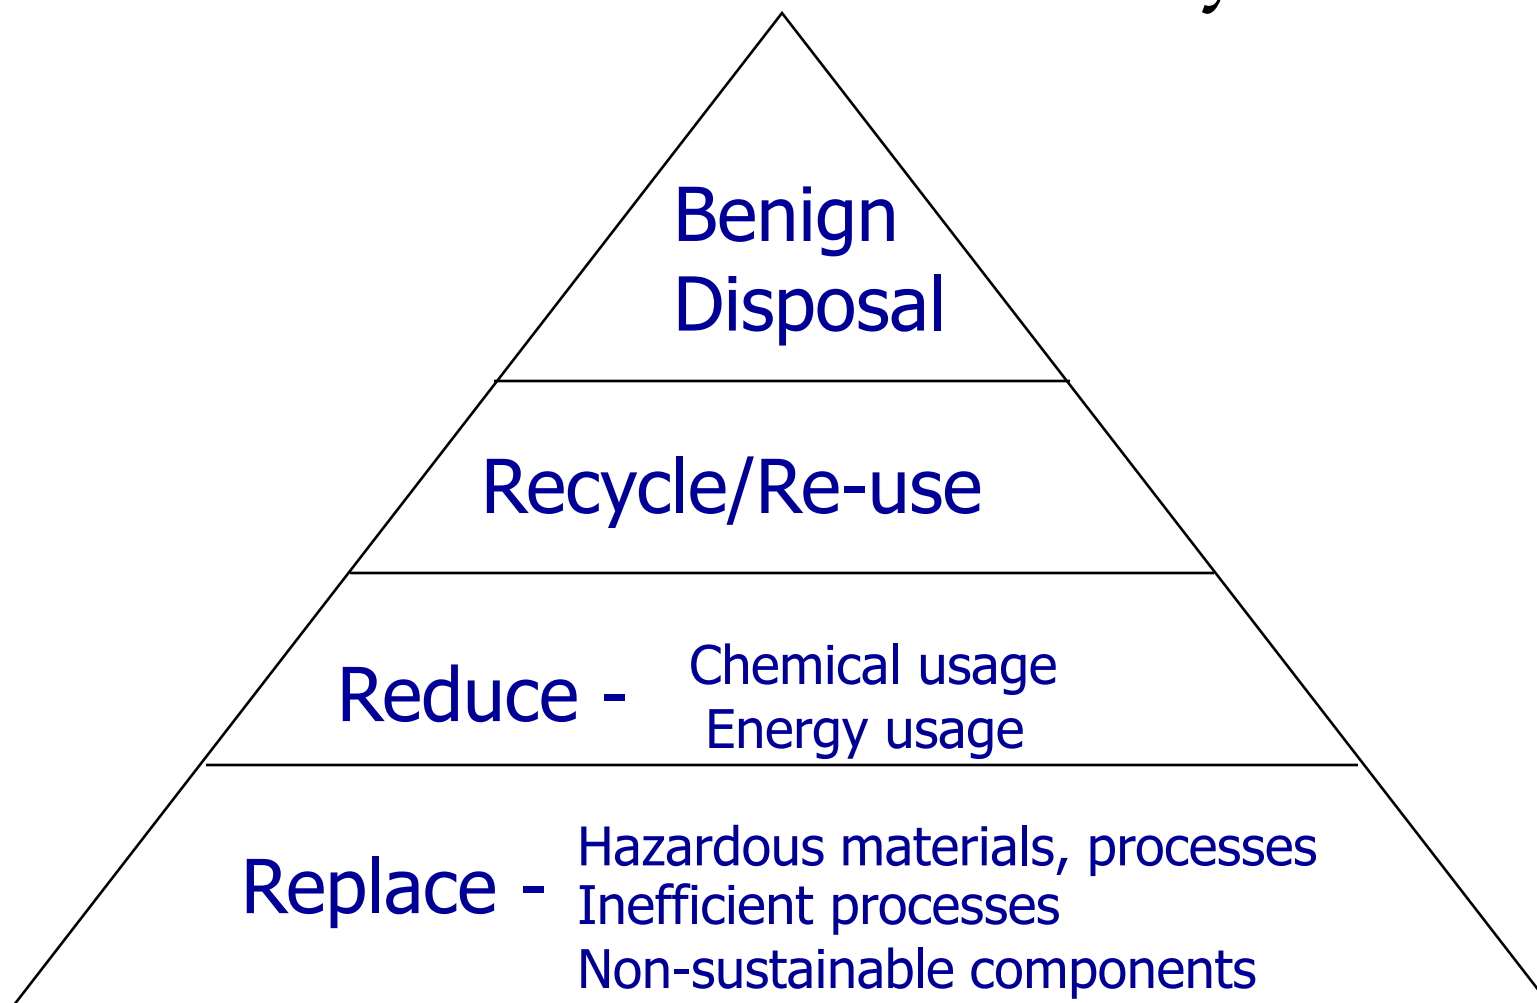 Benign
Disposal
Recycle/Re-use
Reduce - Chemical usage
Energy usage
Replace - Hazardous materials, processes
Inefficient processes
Non-sustainable components